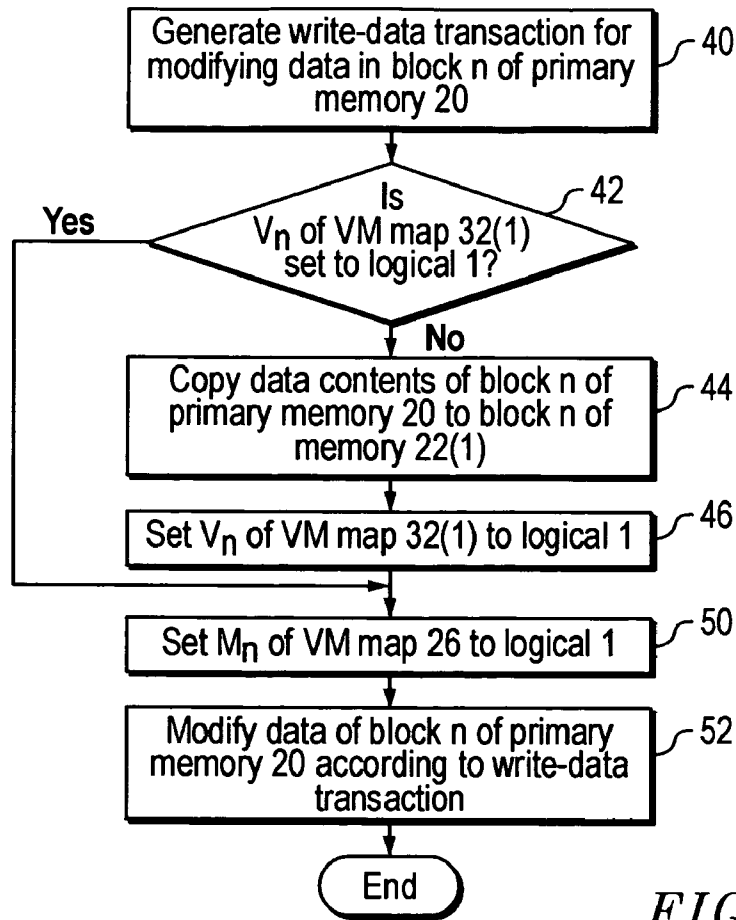 Generate write-data transaction for
modifying data in block n of primary
memory 20
40
Is
Vn of VM map 32(1)
set to logical 1?
42
Yes
No
Copy data contents of block n of
primary memory 20 to block n of
memory 22(1)
44
Set Vn of VM map 32(1) to logical 1
46
Set Mn of VM map 26 to logical 1
50
Modify data of block n of primary
memory 20 according to write-data
transaction
52
End
FIG